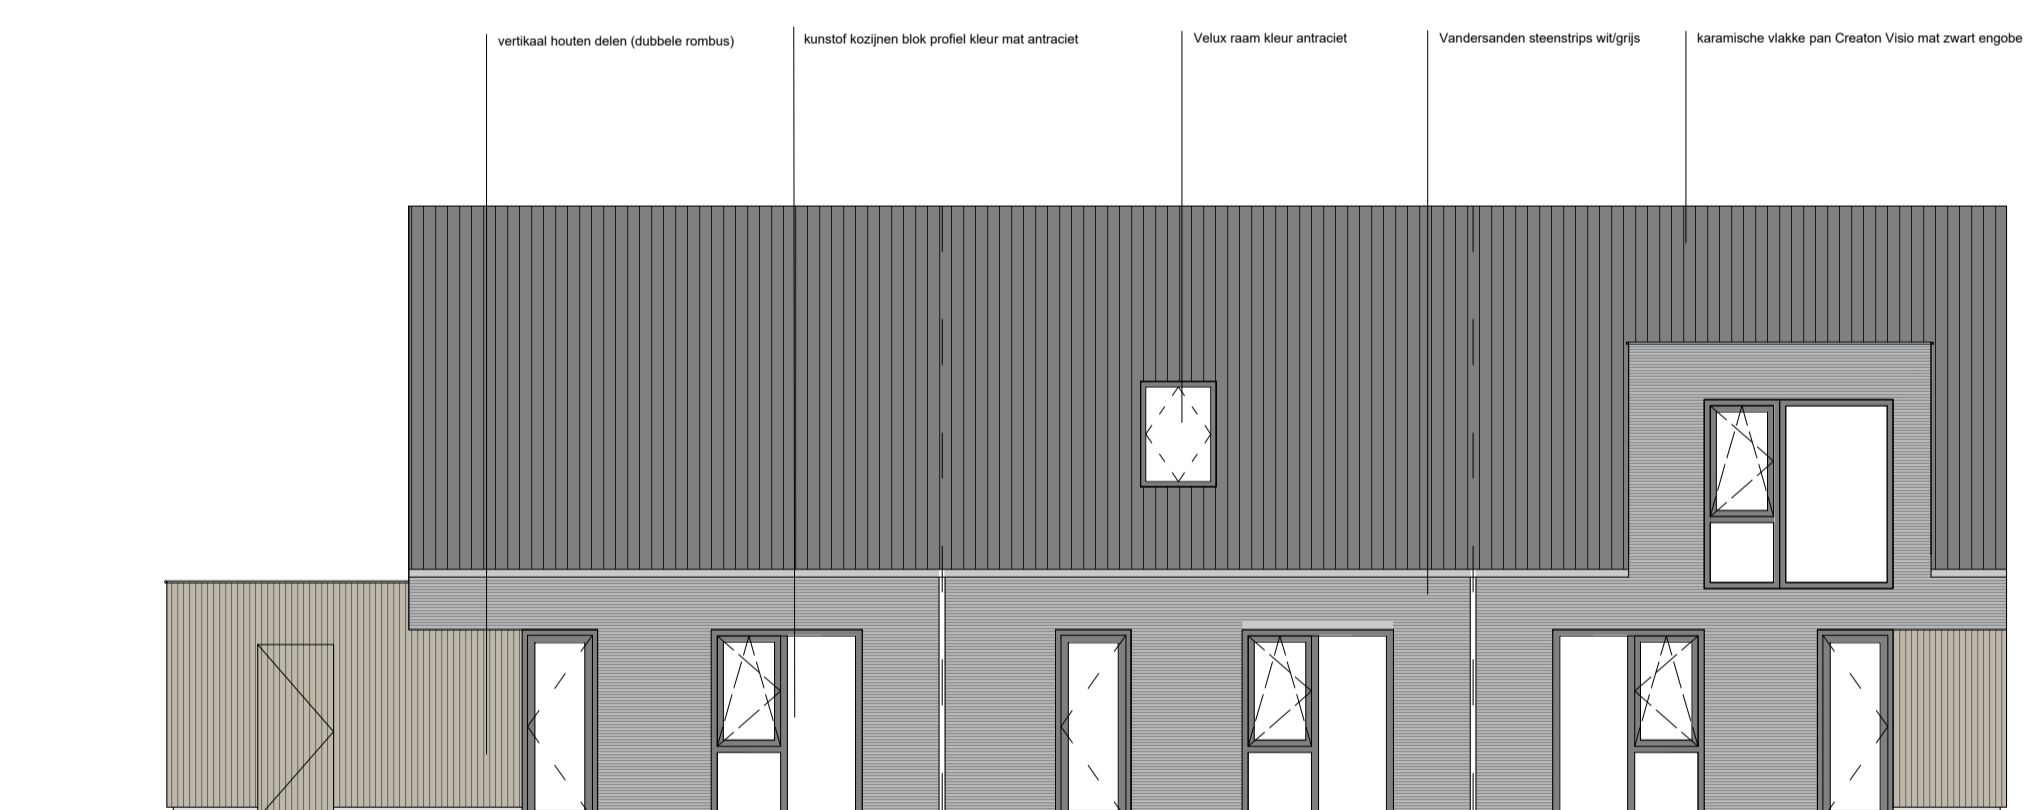 vertikaal houten delen (dubbele rombus)
kunstof kozijnen blok profiel kleur mat antraciet
Velux raam kleur antraciet
Vandersanden steenstrips wit/grijs
karamische vlakke pan Creaton Visio mat zwart engobe